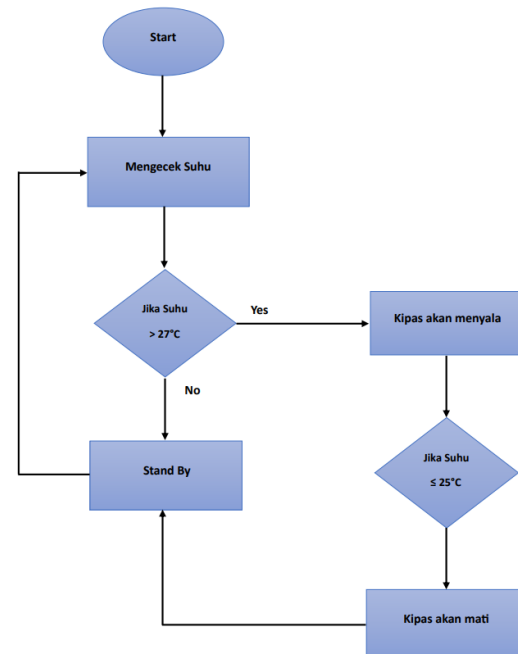 Start
Mengecek Suhu
Jika Suhu
> 27°C
Yes
Kipas akan menyala
No
Stand By
Jika Suhu
≤ 25°C
Kipas akan mati